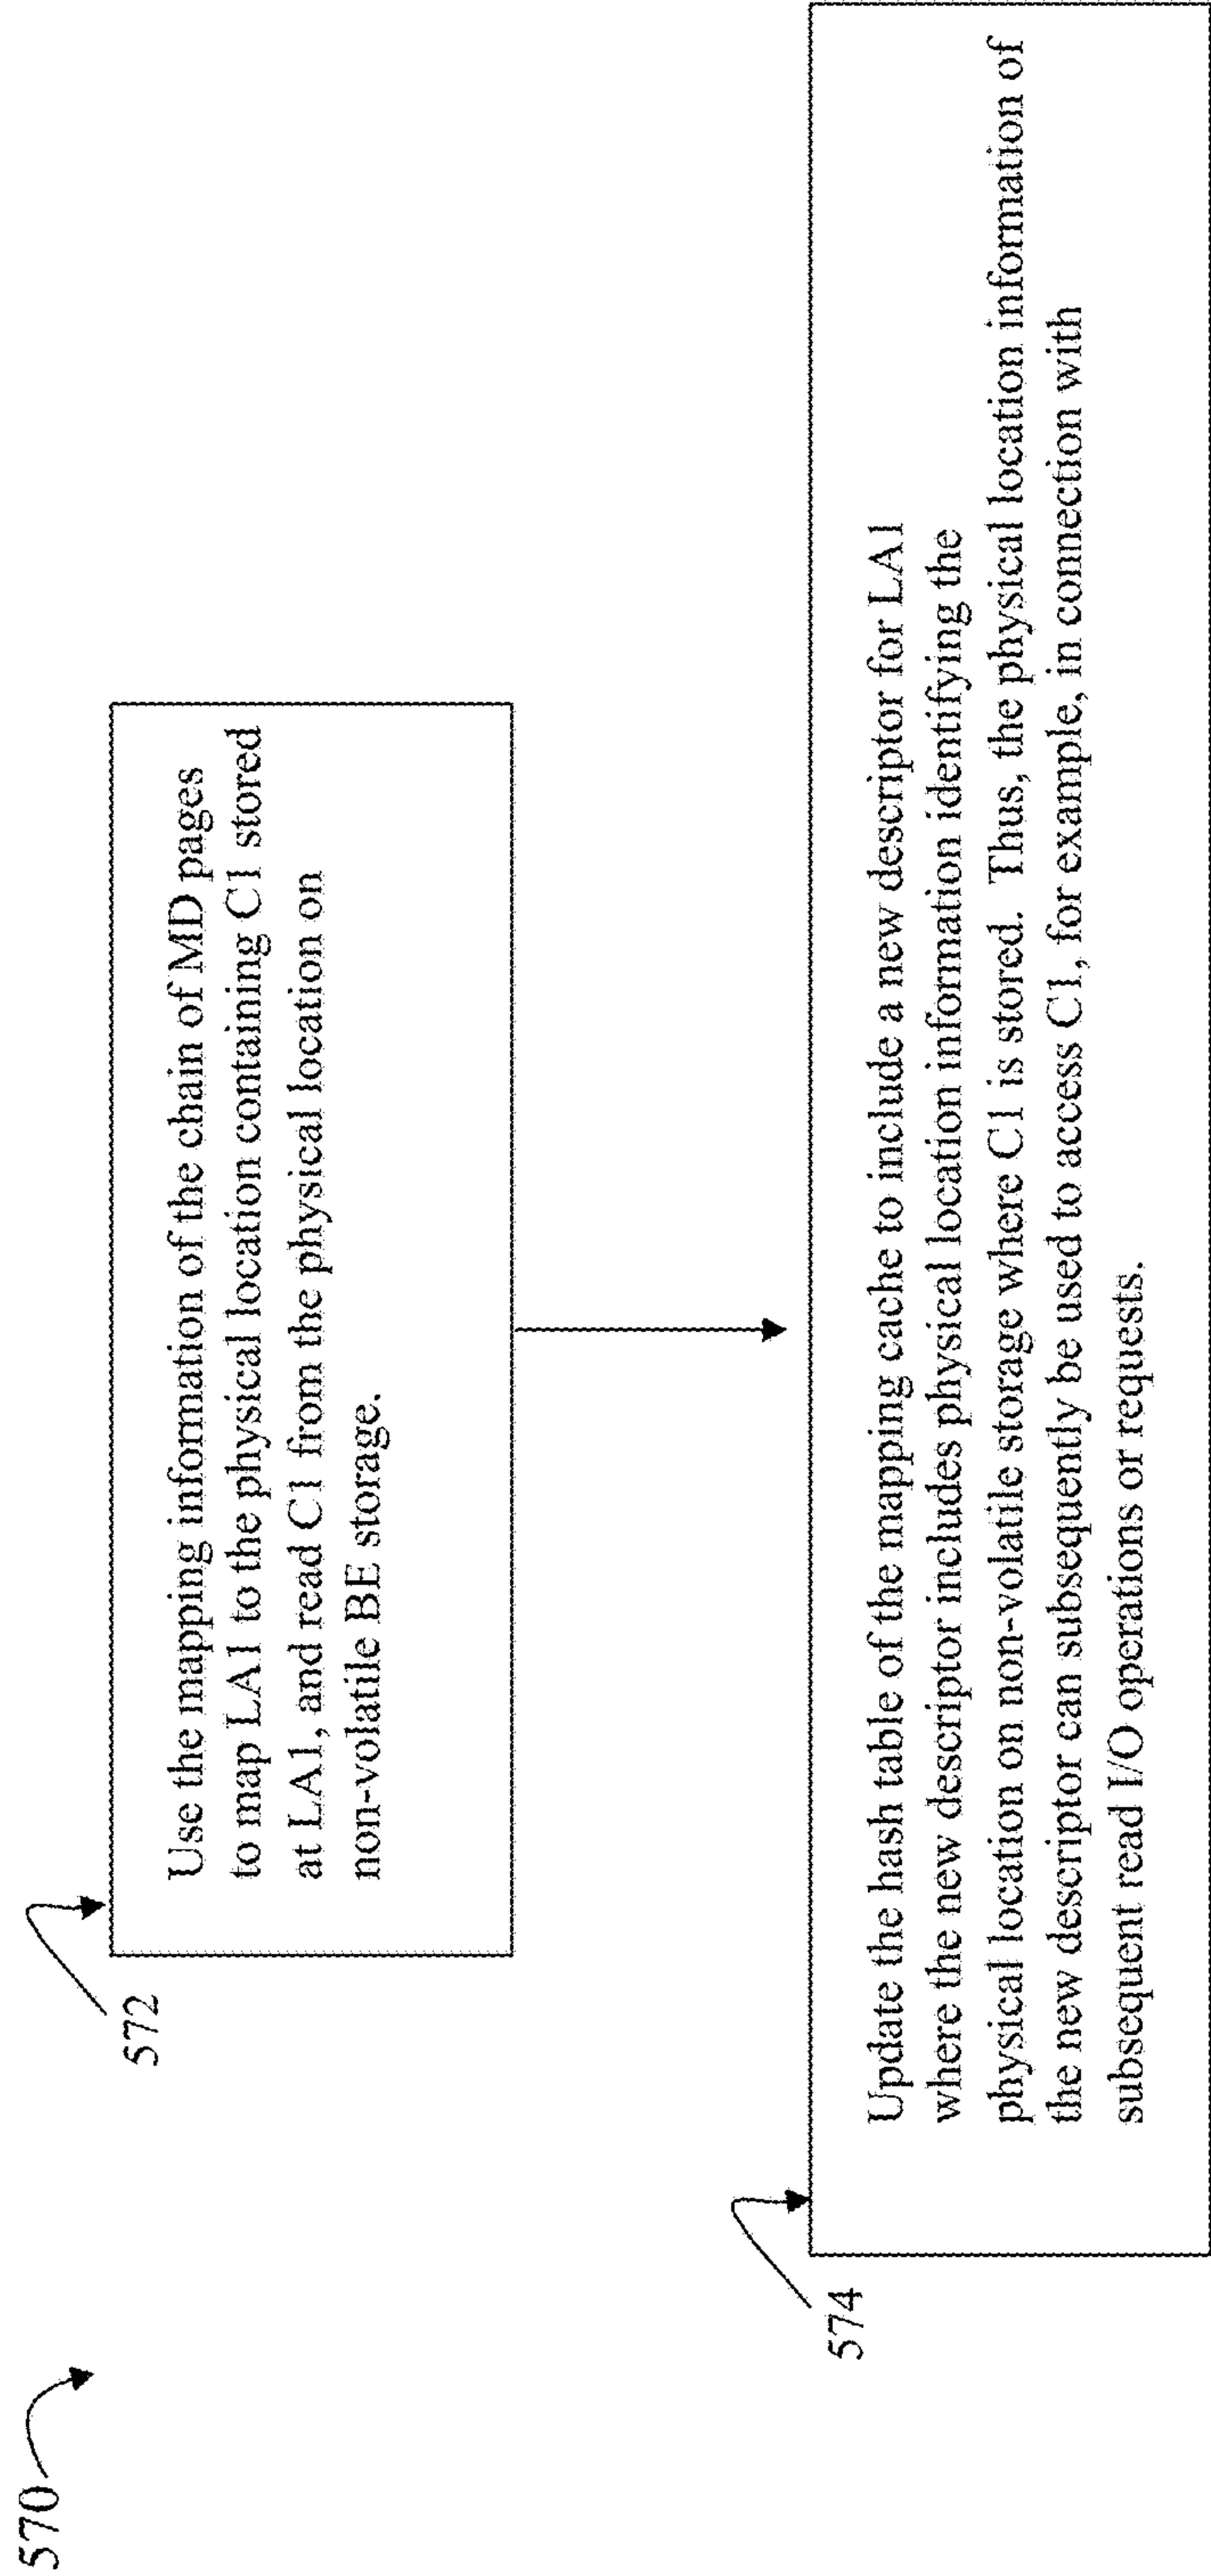 570
572
Use the mapping information of the chain of MD pages
to map LA1 to the physical location containing C1 stored
at LA1, and read C1 from the physical location on
non-volatile BE storage.
574
Update the hash table of the mapping cache to include a new descriptor for LA1
where the new descriptor includes physical location information identifying the
physical location on non-volatile storage where C1 is stored. Thus, the physical location information of
the new descriptor can subsequently be used to access C1, for example, in connection with
subsequent read I/O operations or requests.